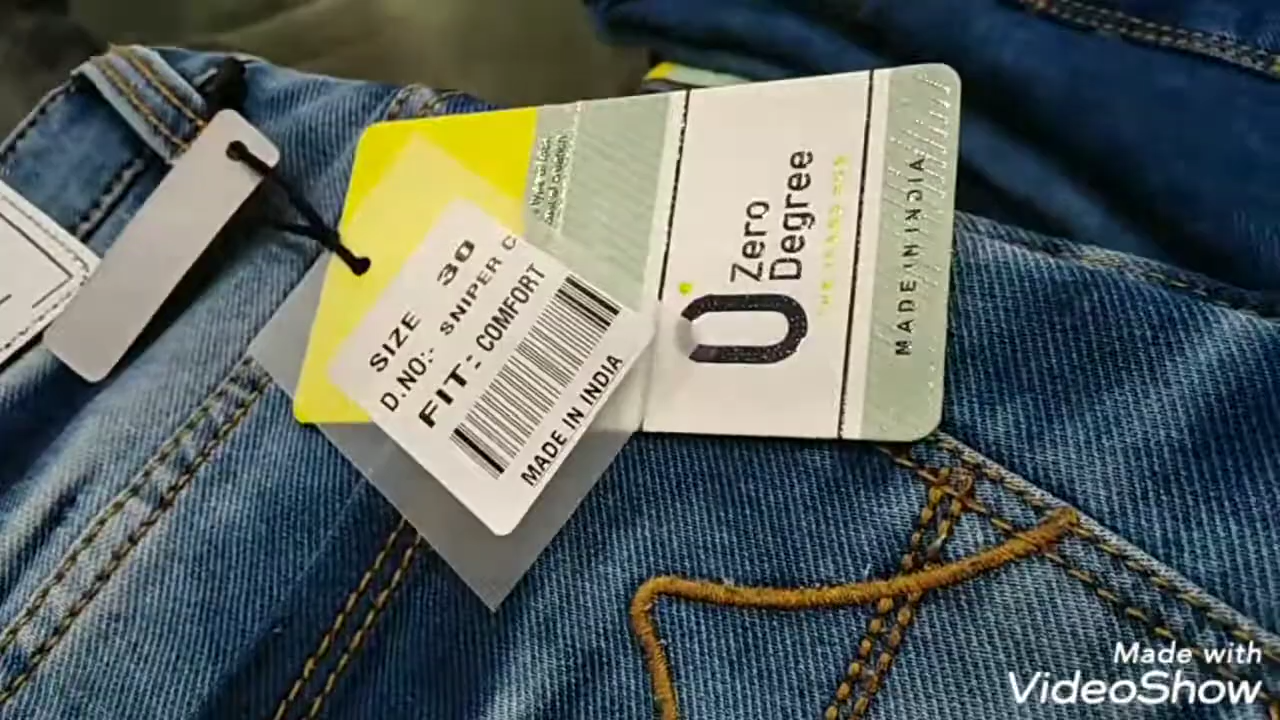 SIZE 30
D.NO:- SNIPER C
FIT:- COMFORT
MADE IN INDIA
Zero
Degree
MADE IN INDIA
Made with
VideoShow